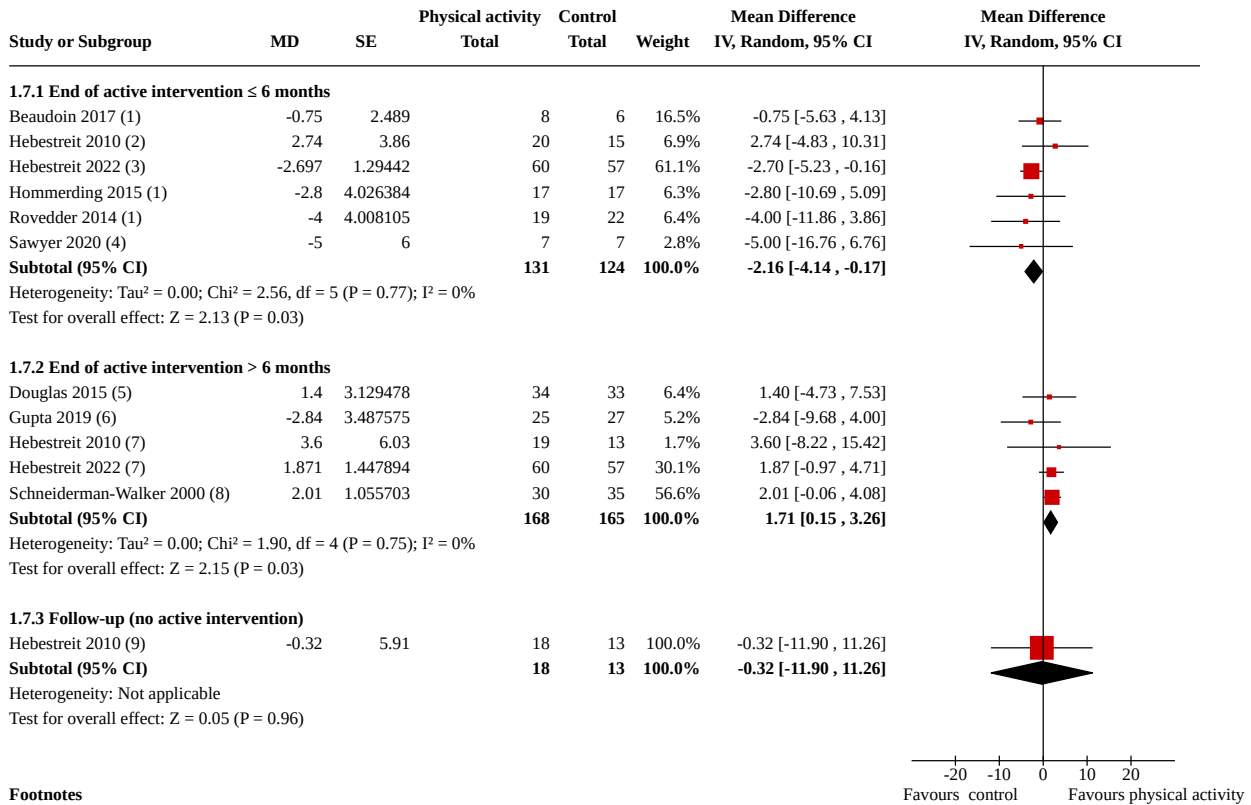 Physical activity Control Mean Difference Mean Difference
Study or Subgroup MD SE Total Total Weight IV, Random, 95% CI IV, Random, 95% CI
1.7.1 End of active intervention ≤ 6 months
Beaudoin 2017 (1) -0.75 2.489 8 6 16.5% -0.75 [-5.63 , 4.13]
Hebestreit 2010 (2) 2.74 3.86 20 15 6.9% 2.74 [-4.83 , 10.31]
Hebestreit 2022 (3) -2.697 1.29442 60 57 61.1% -2.70 [-5.23 , -0.16]
Hommerding 2015 (1) -2.8 4.026384 17 17 6.3% -2.80 [-10.69 , 5.09]
Rovedder 2014 (1) -4 4.008105 19 22 6.4% -4.00 [-11.86 , 3.86]
Sawyer 2020 (4) -5 6 7 7 2.8% -5.00 [-16.76 , 6.76]
Subtotal (95% CI) 131 124 100.0% -2.16 [-4.14 , -0.17]
Heterogeneity: Tau² = 0.00; Chi² = 2.56, df = 5 (P = 0.77); I² = 0%
Test for overall effect: Z = 2.13 (P = 0.03)
1.7.2 End of active intervention > 6 months
Douglas 2015 (5) 1.4 3.129478 34 33 6.4% 1.40 [-4.73 , 7.53]
Gupta 2019 (6) -2.84 3.487575 25 27 5.2% -2.84 [-9.68 , 4.00]
Hebestreit 2010 (7) 3.6 6.03 19 13 1.7% 3.60 [-8.22 , 15.42]
Hebestreit 2022 (7) 1.871 1.447894 60 57 30.1% 1.87 [-0.97 , 4.71]
Schneiderman-Walker 2000 (8) 2.01 1.055703 30 35 56.6% 2.01 [-0.06 , 4.08]
Subtotal (95% CI) 168 165 100.0% 1.71 [0.15 , 3.26]
Heterogeneity: Tau² = 0.00; Chi² = 1.90, df = 4 (P = 0.75); I² = 0%
Test for overall effect: Z = 2.15 (P = 0.03)
1.7.3 Follow-up (no active intervention)
Hebestreit 2010 (9) -0.32 5.91 18 13 100.0% -0.32 [-11.90 , 11.26]
Subtotal (95% CI) 18 13 100.0% -0.32 [-11.90 , 11.26]
Heterogeneity: Not applicable
Test for overall effect: Z = 0.05 (P = 0.96)
-20 -10 0 10 20
Footnotes Favours control Favours physical activity